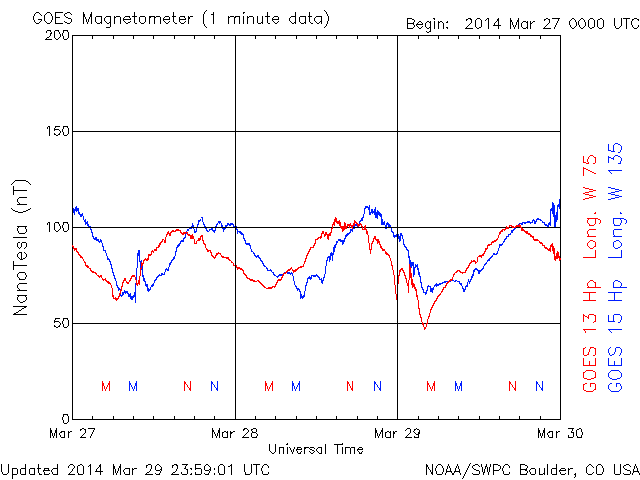 GOES Magnetometer (1 minute data)
Begin: 2014 Mar 27 0000 UTC
200
150
100
50
0
NanoTesla (nT)
M M N N M M N N M M N N
Mar 27 Mar 28 Mar 29 Mar 30
Universal Time
GOES 13 Hp Long. W 75
GOES 15 Hp Long. W 135
Updated 2014 Mar 29 23:59:01 UTC
NOAA/SWPC Boulder, CO USA